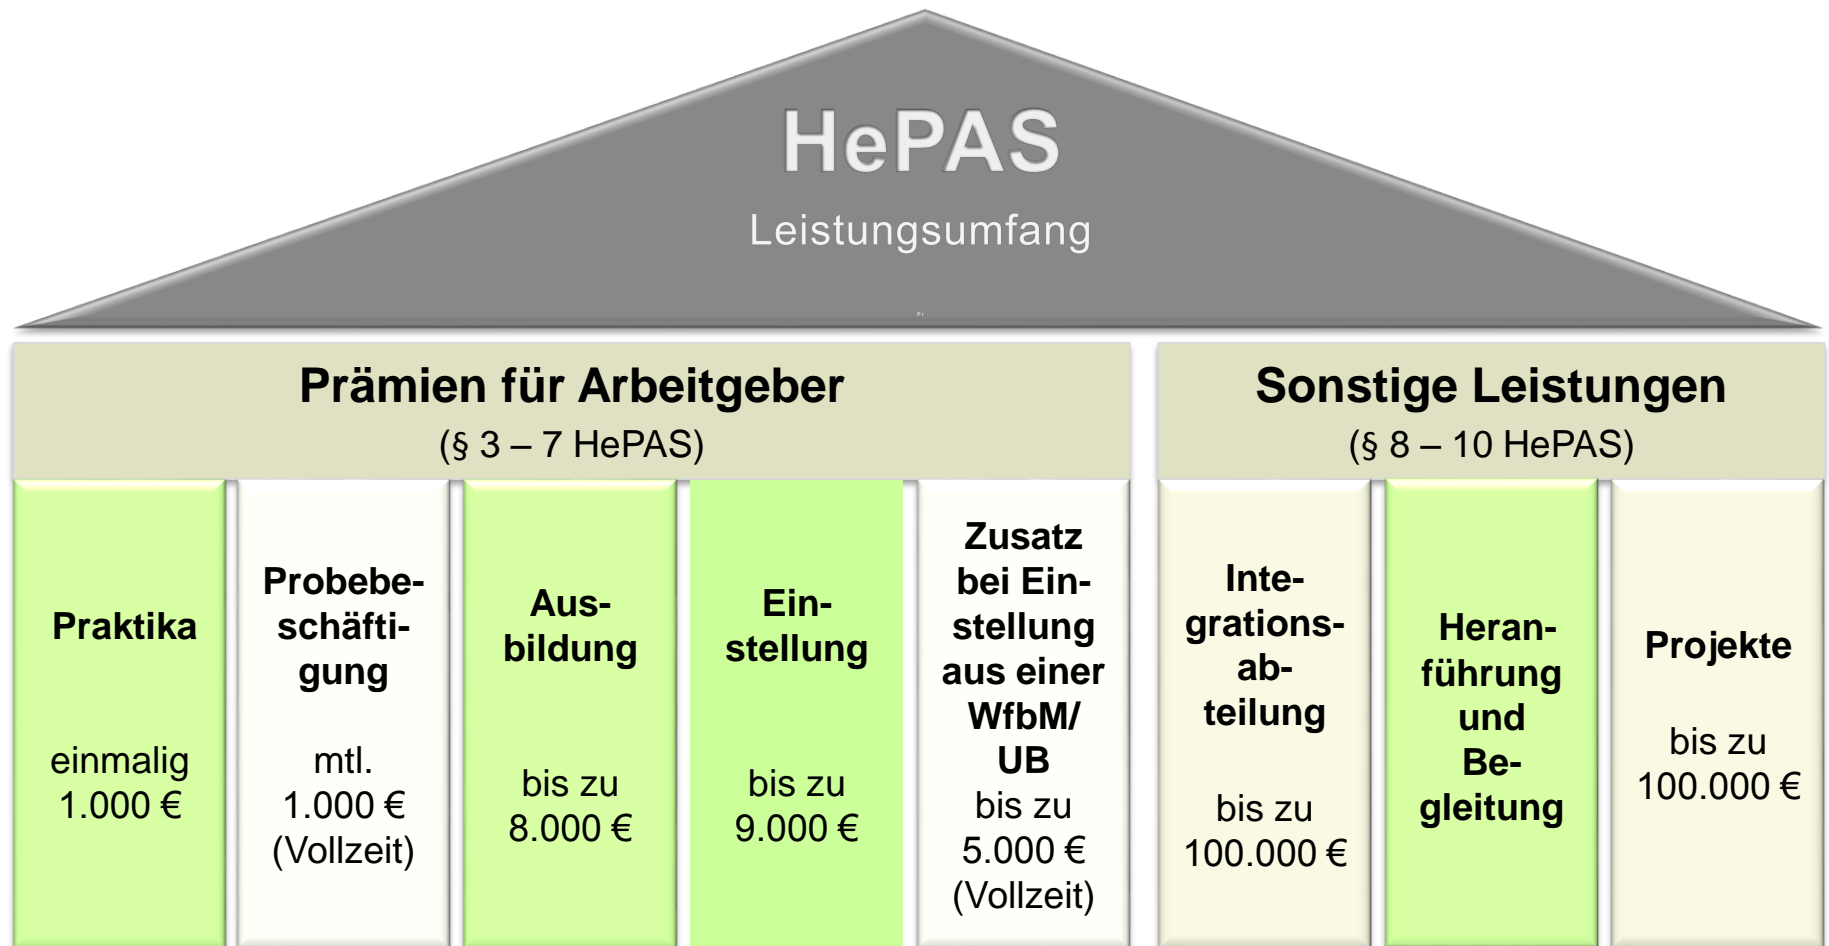 HePAS
Leistungsumfang
Prämien für Arbeitgeber
(§ 3 – 7 HePAS)
Sonstige Leistungen
(§ 8 – 10 HePAS)
Praktika
einmalig
1.000 €
Probebe-
schäfti-
gung
mtl.
1.000 €
(Vollzeit)
Aus-
bildung
bis zu
8.000 €
Ein-
stellung
bis zu
9.000 €
Zusatz
bei Ein-
stellung
aus einer
WfbM/
UB
bis zu
5.000 €
(Vollzeit)
Inte-
grations-
ab-
teilung
bis zu
100.000 €
Heran-
führung
und
Be-
gleitung
Projekte
bis zu
100.000 €